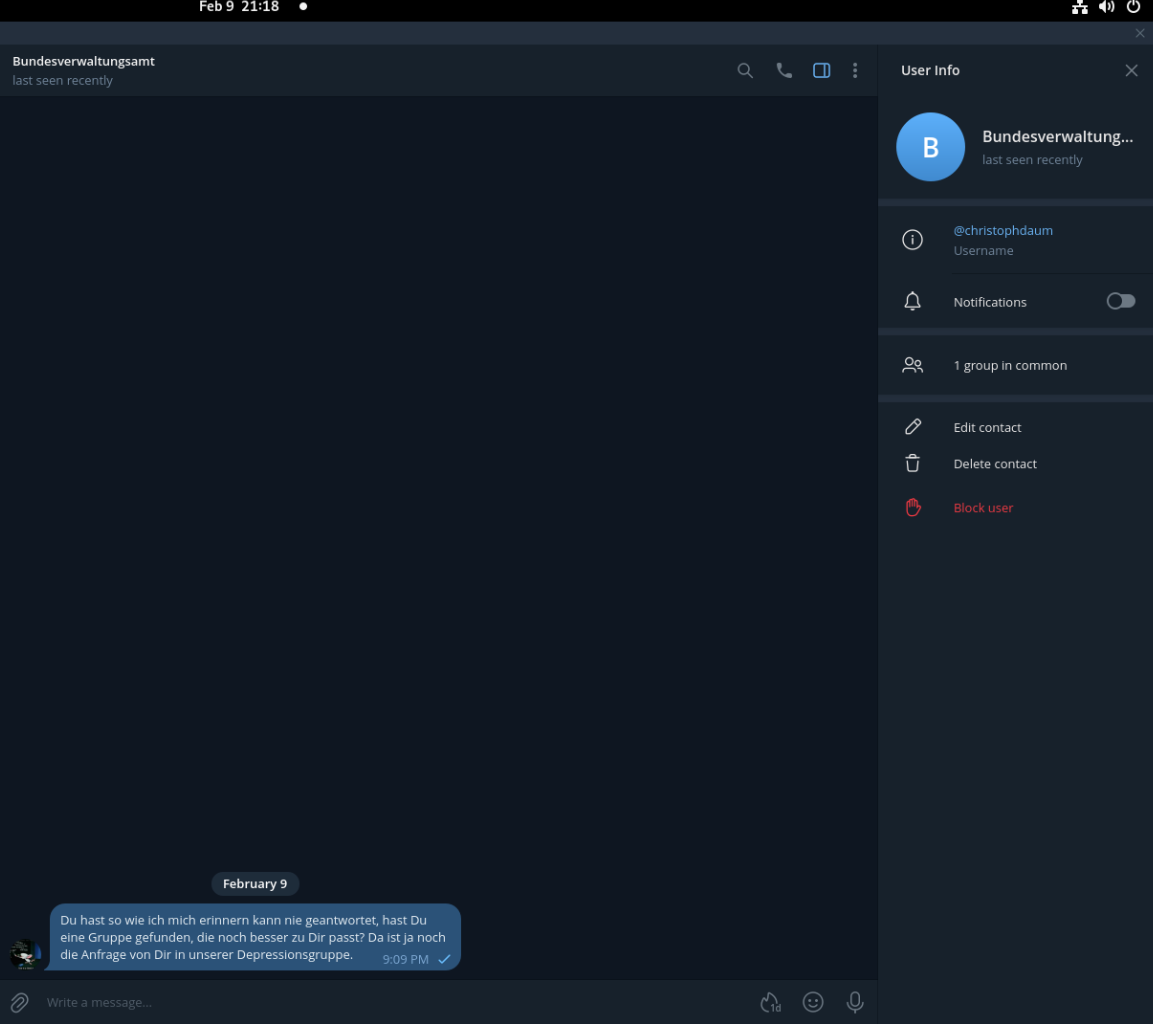 Feb 9 21:18
Bundesverwaltungsamt
last seen recently
User Info
B
Bundesverwaltung...
last seen recently
@christophdaum
Username
Notifications
1 group in common
Edit contact
Delete contact
Block user
February 9
Du hast so wie ich mich erinnern kann nie geantwortet, hast Du
eine Gruppe gefunden, die noch besser zu Dir passt? Da ist ja noch
die Anfrage von Dir in unserer Depressionsgruppe.
9:09 PM
Write a message...
1d